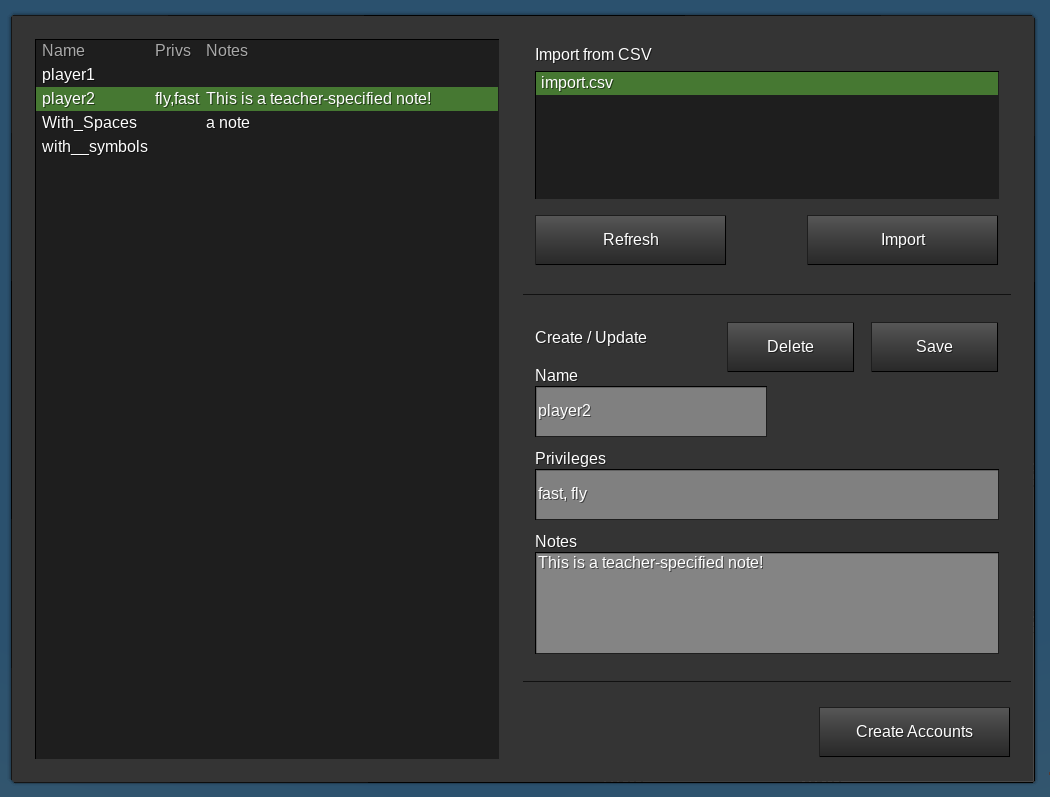 Name Privs Notes
player1
player2 fly,fast This is a teacher-specified note!
With_Spaces a note
with__symbols
Import from CSV
import.csv
Refresh Import
Create / Update Delete Save
Name
player2
Privileges
fast, fly
Notes
This is a teacher-specified note!
Create Accounts